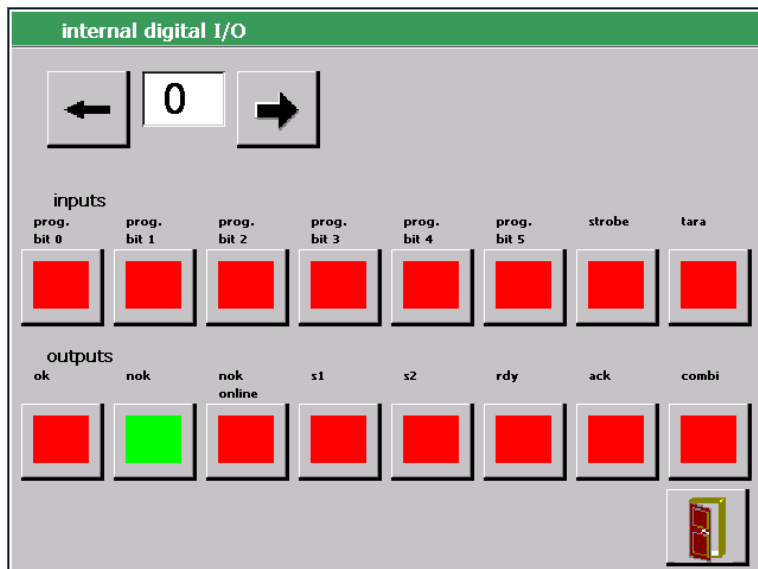 internal digital I/O
0
inputs
prog. bit 0
prog. bit 1
prog. bit 2
prog. bit 3
prog. bit 4
prog. bit 5
strobe
tara
outputs
ok
nok
nok online
s1
s2
rdy
ack
combi